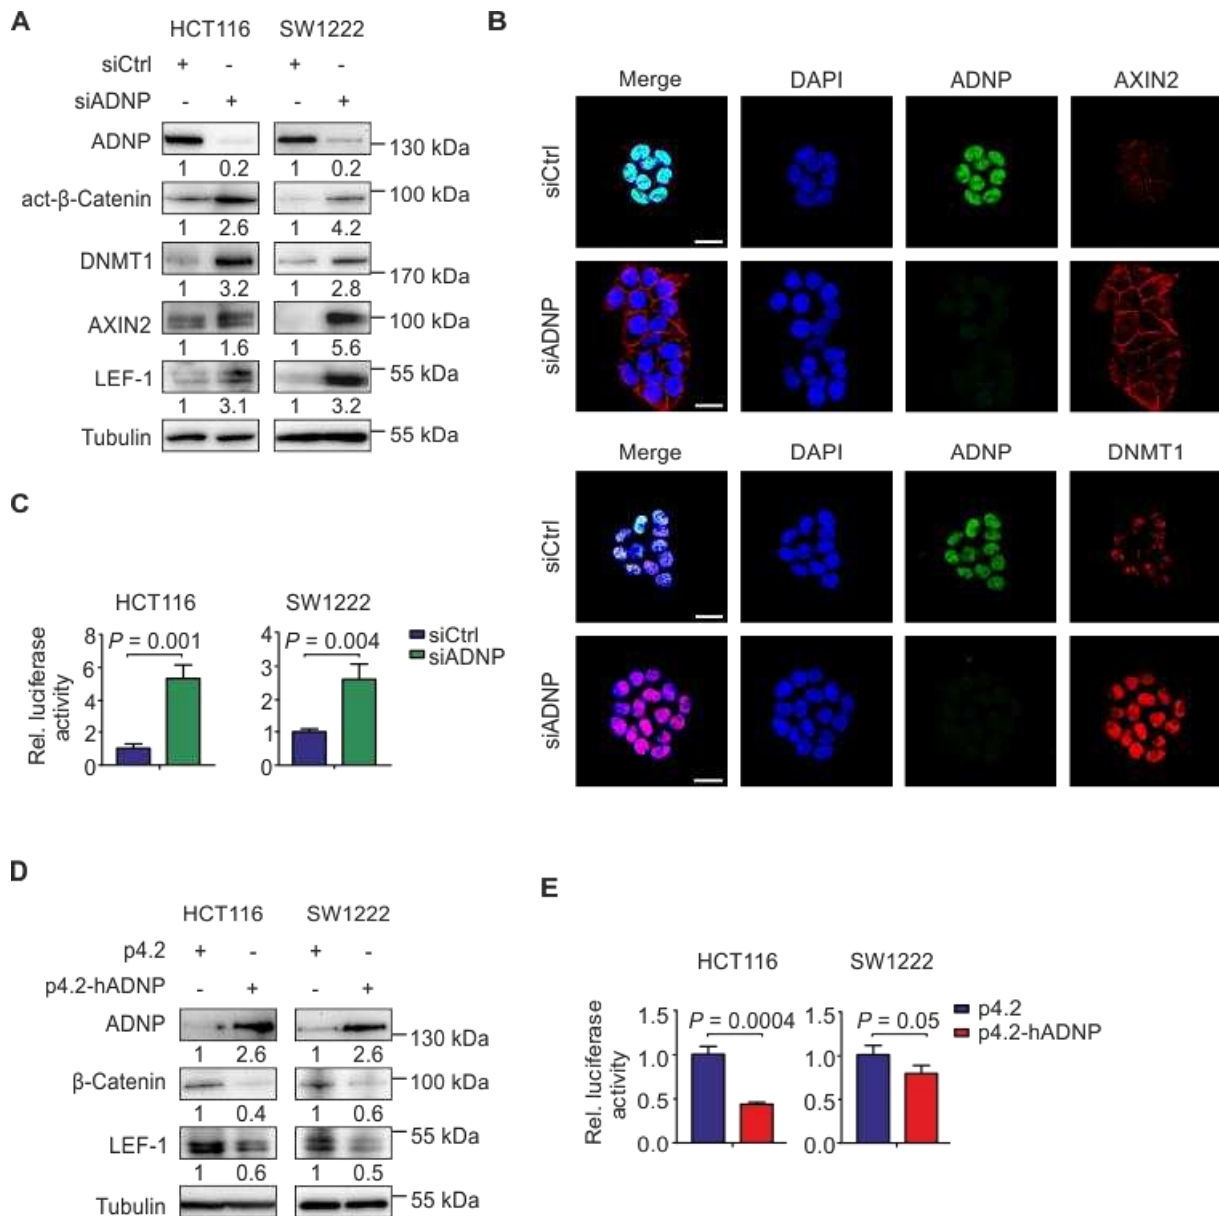 A
HCT116 SW1222
siCtrl + - + -
siADNP - + - +
ADNP 130 kDa
1 0.2 1 0.2
act-β-Catenin 100 kDa
1 2.6 1 4.2
DNMT1 170 kDa
1 3.2 1 2.8
AXIN2 100 kDa
1 1.6 1 5.6
LEF-1 55 kDa
1 3.1 1 3.2
Tubulin 55 kDa
B
Merge DAPI ADNP AXIN2
siCtrl
siADNP
Merge DAPI ADNP DNMT1
siCtrl
siADNP
C
HCT116 SW1222
Rel. luciferase
activity
8
6
4
2
0
P = 0.001
4
3
2
1
0
P = 0.004
siCtrl
siADNP
D
HCT116 SW1222
p4.2 + - + -
p4.2-hADNP - + - +
ADNP 130 kDa
1 2.6 1 2.6
β-Catenin 100 kDa
1 0.4 1 0.6
LEF-1 55 kDa
1 0.6 1 0.5
Tubulin 55 kDa
E
HCT116 SW1222
Rel. luciferase
activity
1.5
1.0
0.5
0.0
P = 0.0004
1.5
1.0
0.5
0.0
P = 0.05
p4.2
p4.2-hADNP